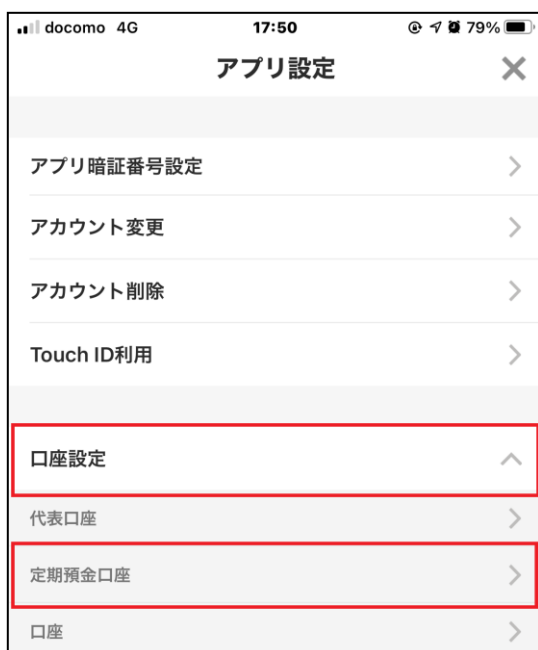 docomo 4G 17:50 79%
アプリ設定
アプリ暗証番号設定
アカウント変更
アカウント削除
Touch ID利用
口座設定
代表口座
定期預金口座
口座